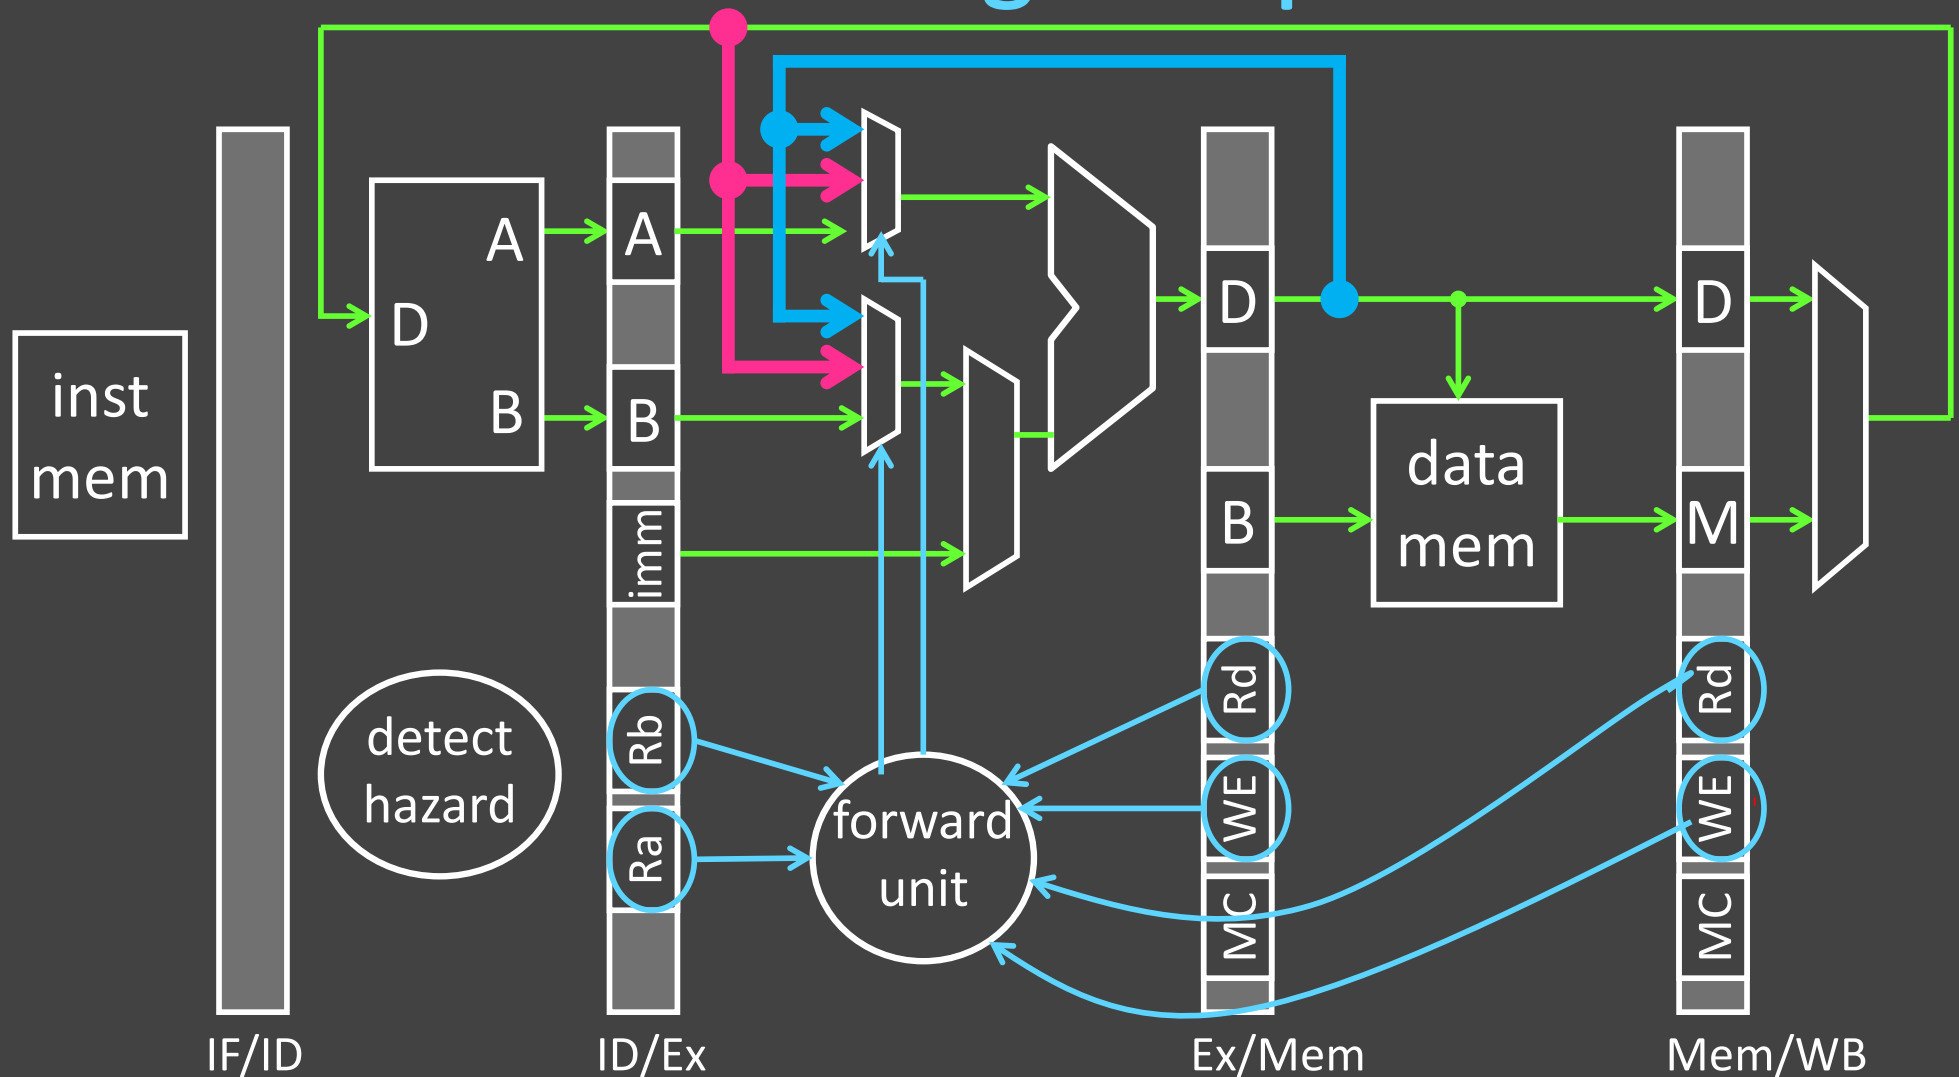 inst
mem
D
A
B
A
B
imm
Rb
Ra
detect
hazard
forward
unit
D
B
Rd
WE
MC
data
mem
D
M
Rd
WE
MC
IF/ID
ID/Ex
Ex/Mem
Mem/WB